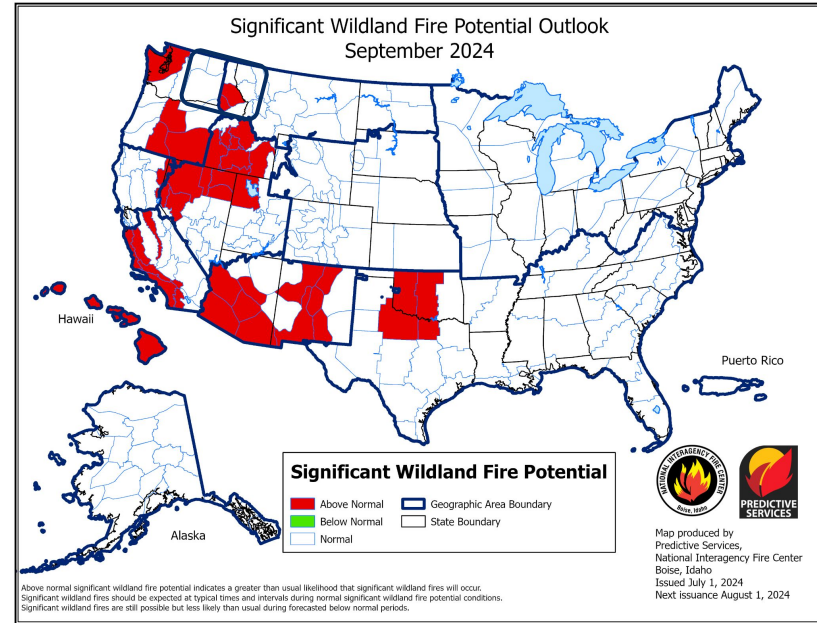 Significant Wildland Fire Potential Outlook
September 2024
Hawaii
Puerto Rico
Alaska
Significant Wildland Fire Potential
Above Normal
Geographic Area Boundary
Below Normal
State Boundary
Normal
NATIONAL INTERAGENCY FIRE CENTER
Boise, Idaho
PREDICTIVE
SERVICES
Map produced by
Predictive Services,
National Interagency Fire Center
Boise, Idaho
Issued July 1, 2024
Next issuance August 1, 2024
Above normal significant wildland fire potential indicates a greater than usual likelihood that significant wildland fires will occur.
Significant wildland fires should be expected at typical times and intervals during normal significant wildland fire potential conditions.
Significant wildland fires are still possible but less likely than usual during forecasted below normal periods.